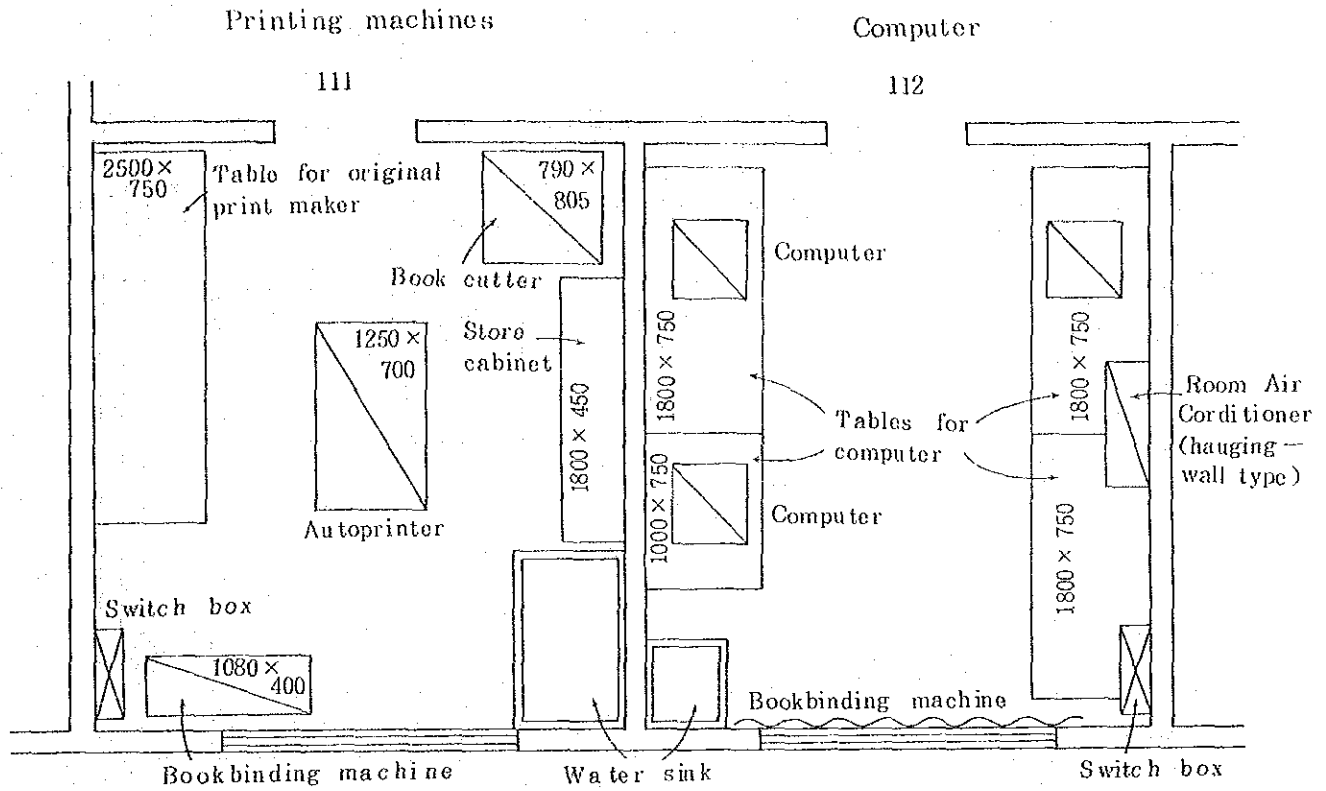 Printing machines
111
Computer
112
2500 ×
750
Table for original
print maker
790 ×
805
Book cutter
1250 ×
700
Autoprinter
Store
cabinet
1800 × 450
Switch box
1080 ×
400
Bookbinding machine
Water sink
Computer
1800 × 750
1000 × 750
Computer
Tables for
computer
1800 × 750
1800 × 750
Room Air
Corditioner
(hauging-
wall type)
Bookbinding machine
Switch box